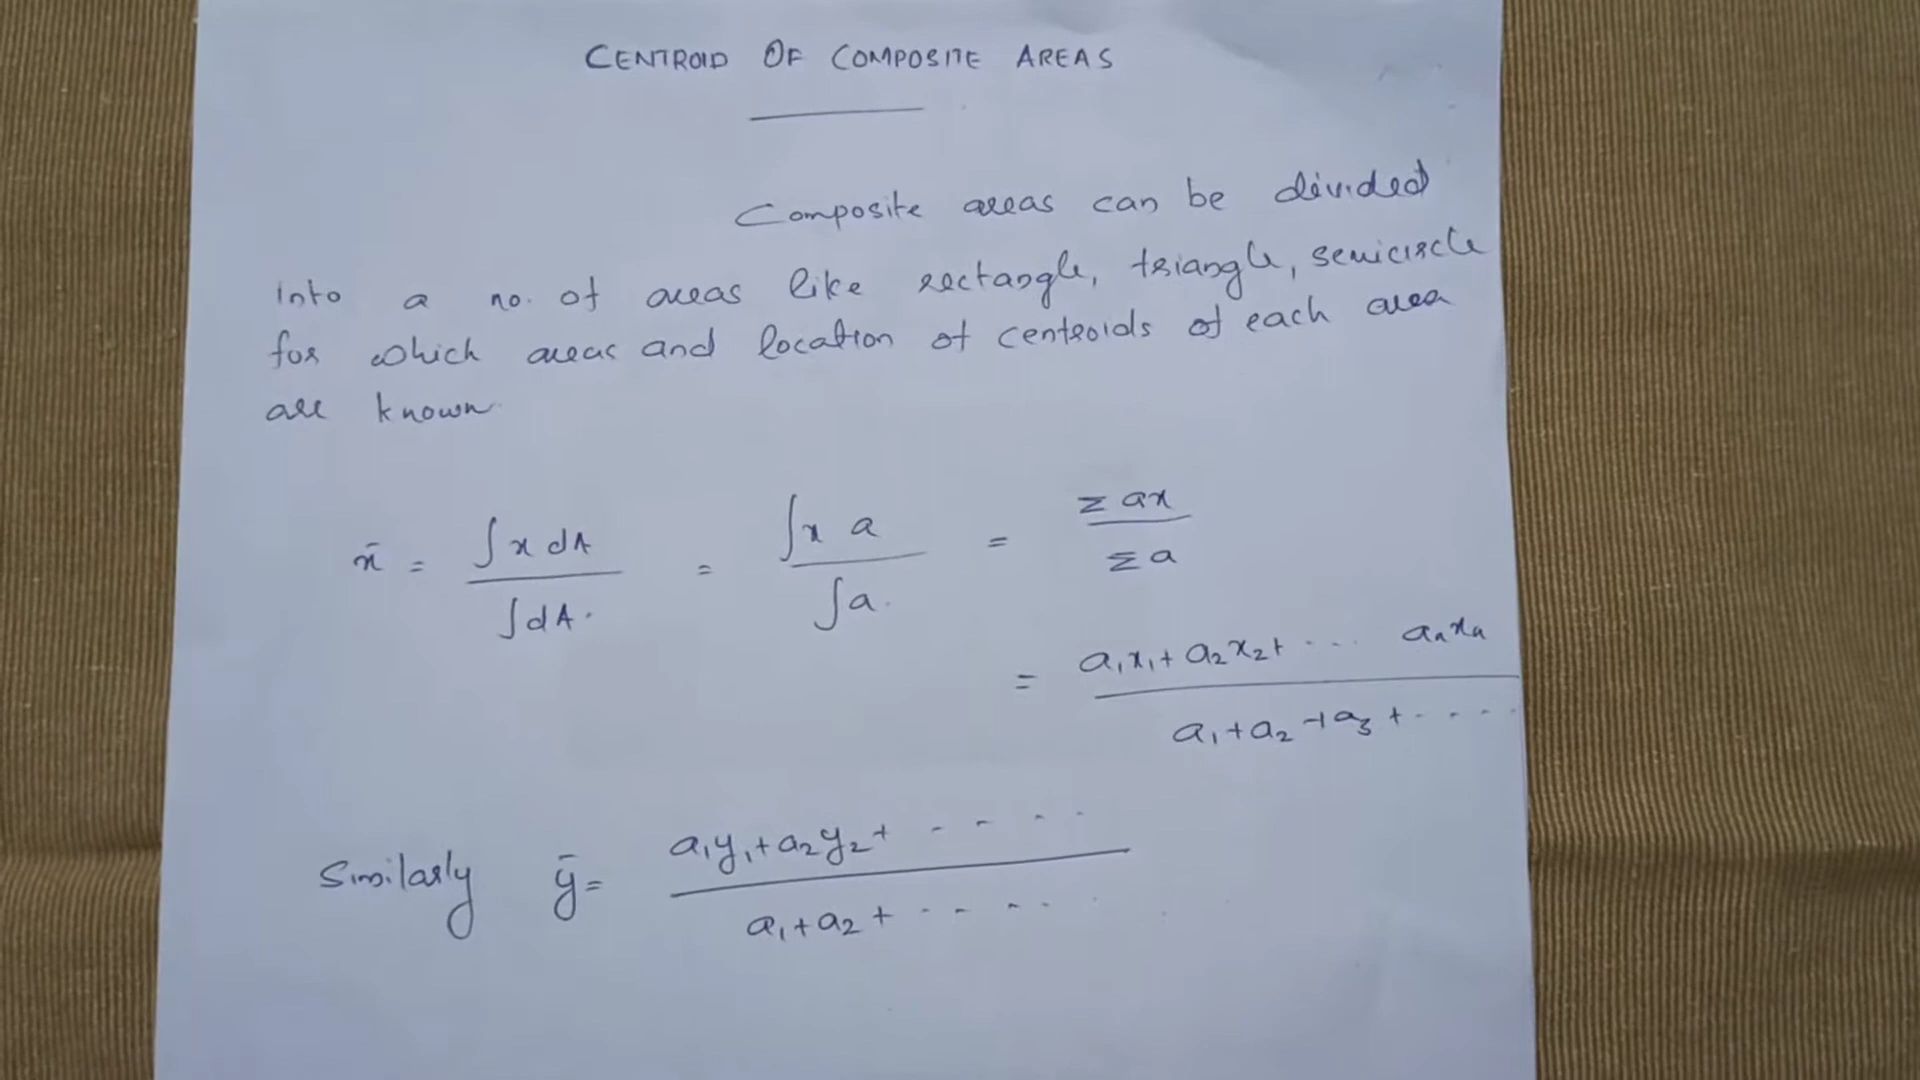 CENTROID OF COMPOSITE AREAS
Composite areas can be divided
into a no. of areas like rectangle, triangle, semicircle
for which areas and location of centroids of each area
are known.
x̄ = ∫x dA / ∫dA. = ∫x a / ∫a. = Σax / Σa
= a₁x₁ + a₂x₂ + ... aₙxₙ / a₁ + a₂ + a₃ + ....
Similarly ȳ = a₁y₁ + a₂y₂ + .... / a₁ + a₂ + ....